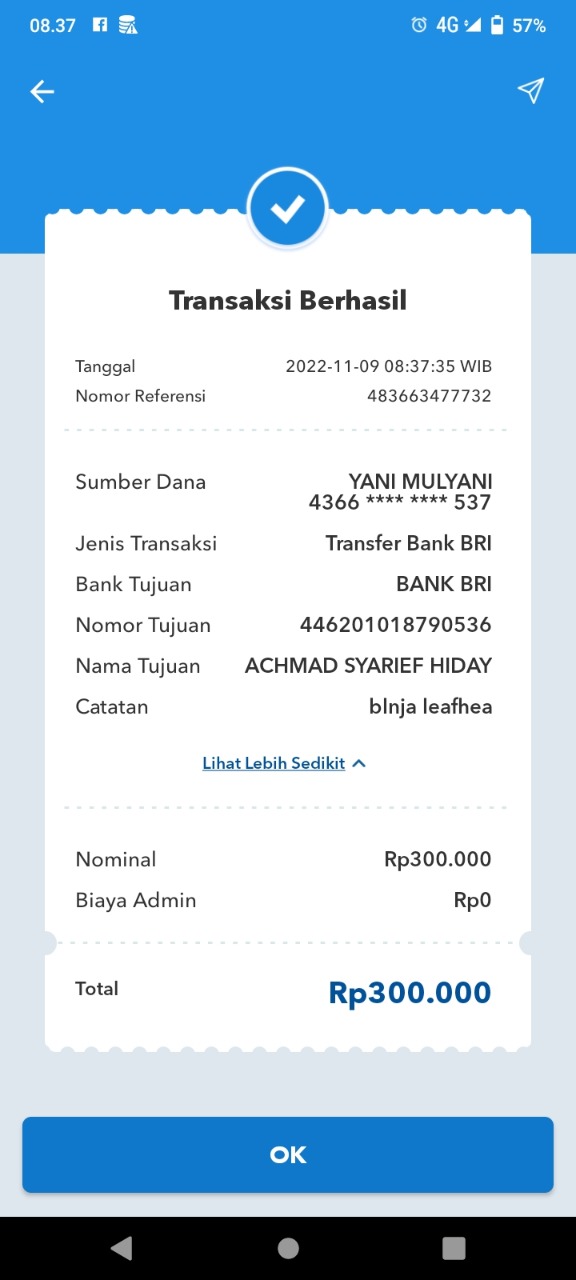 08.37
4G
57%
Transaksi Berhasil
Tanggal 2022-11-09 08:37:35 WIB
Nomor Referensi 483663477732
Sumber Dana YANI MULYANI
4366 **** **** 537
Jenis Transaksi Transfer Bank BRI
Bank Tujuan BANK BRI
Nomor Tujuan 446201018790536
Nama Tujuan ACHMAD SYARIEF HIDAY
Catatan blnja leafhea
Lihat Lebih Sedikit
Nominal Rp300.000
Biaya Admin Rp0
Total Rp300.000
OK